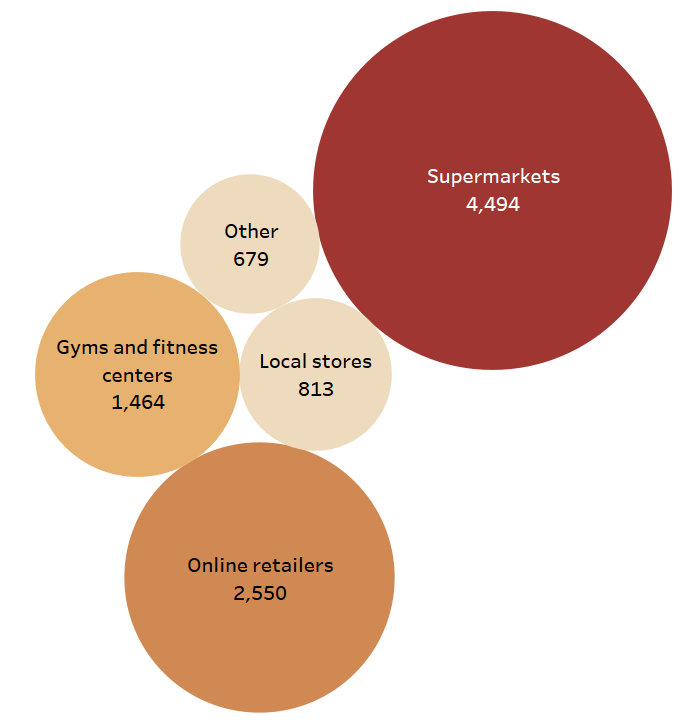 Supermarkets
4,494
Other
679
Gyms and fitness
centers
1,464
Local stores
813
Online retailers
2,550